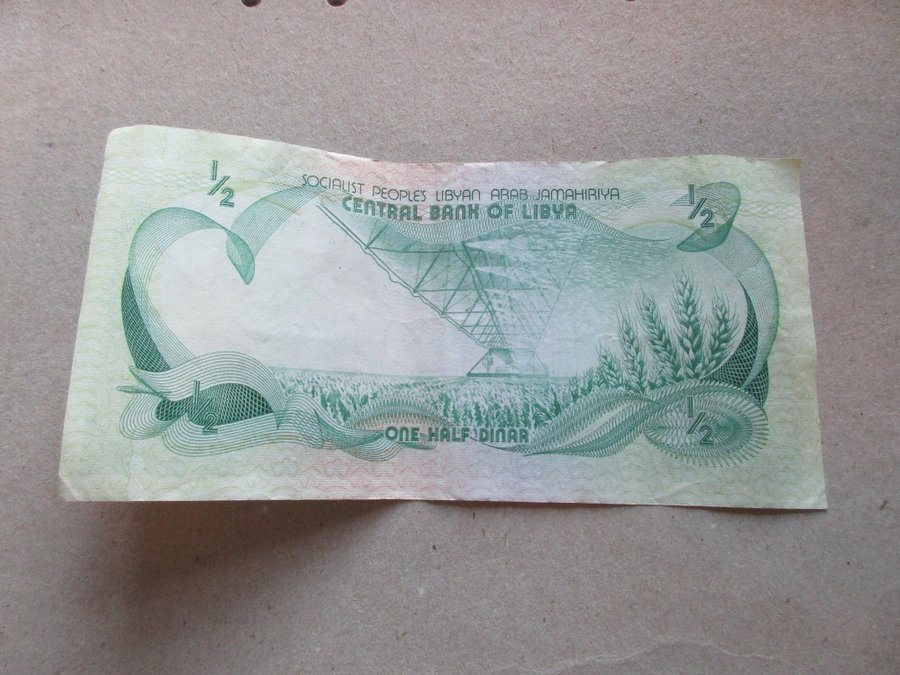 1/2
SOCIALIST PEOPLE'S LIBYAN ARAB JAMAHIRIYA
1/2
CENTRAL BANK OF LIBYA
1/2
ONE HALF DINAR
1/2